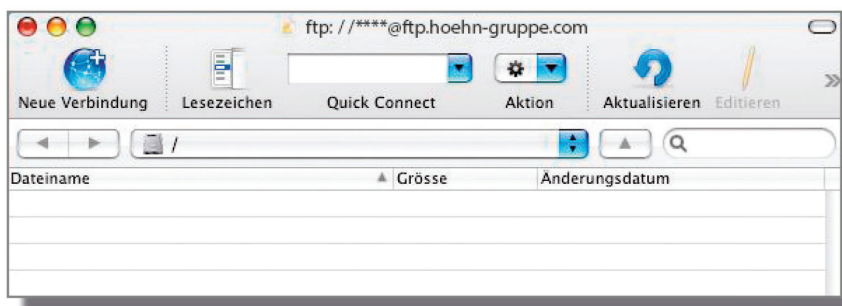 ftp: //****@ftp.hoehn-gruppe.com
Neue Verbindung Lesezeichen Quick Connect Aktion Aktualisieren Editieren
/
Dateiname Grösse Änderungsdatum